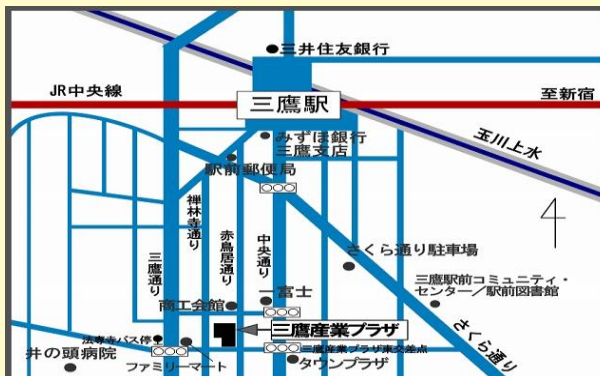 三井住友銀行
JR中央線
三鷹駅
至新宿
みずほ銀行
三鷹支店
玉川上水
駅前郵便局
禅林寺通り
赤鳥居通り
中央通り
三鷹通り
さくら通り駐車場
三鷹駅前コミュニティ・
センター／駅前図書館
商工会館
一富士
三鷹産業プラザ
さくら通り
法専寺バス停
三鷹産業プラザ東交差点
井の頭病院
ファミリーマート
タウンプラザ